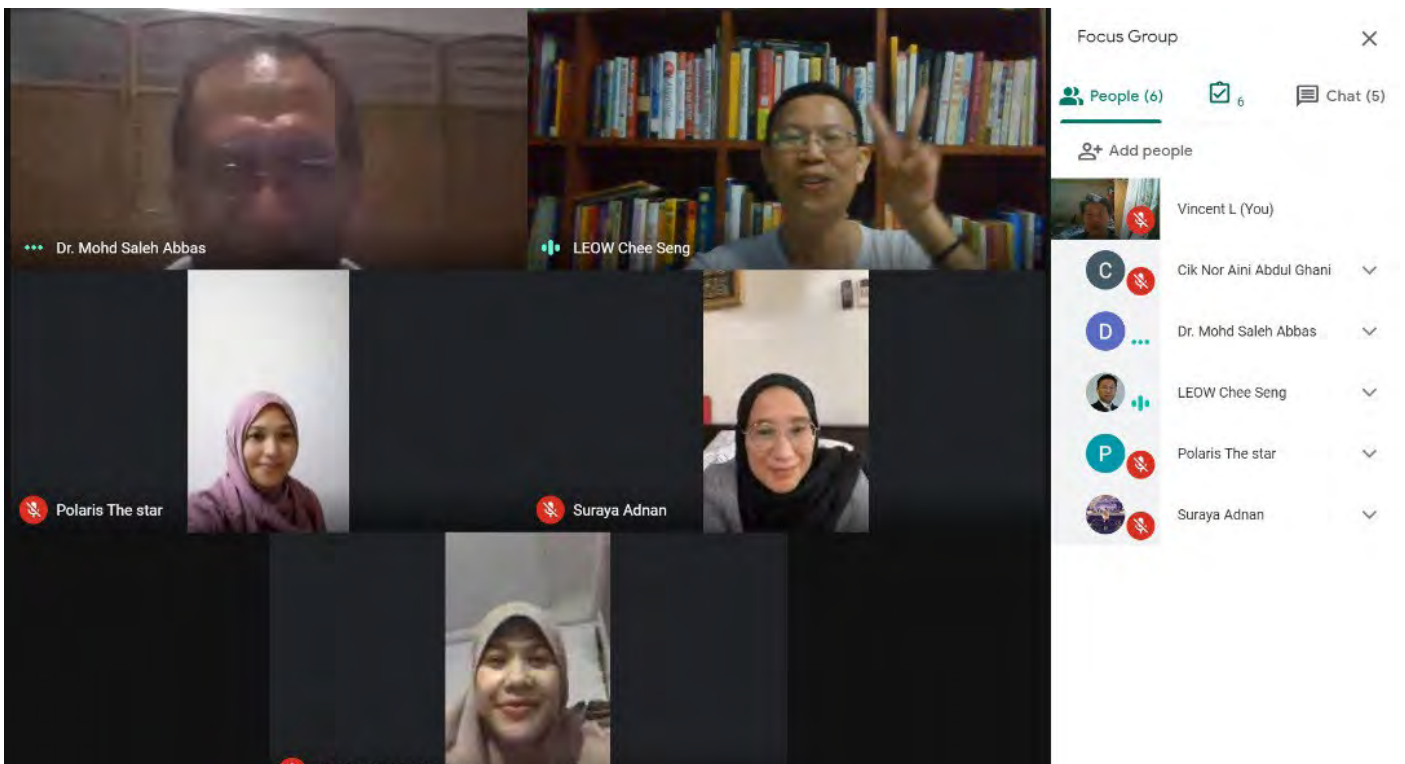 Dr. Mohd Saleh Abbas
LEOW Chee Seng
Polaris The star
Suraya Adnan
Focus Group
People (6)
6
Chat (5)
Add people
Vincent L (You)
C
Cik Nor Aini Abdul Ghani
D
Dr. Mohd Saleh Abbas
LEOW Chee Seng
P
Polaris The star
Suraya Adnan